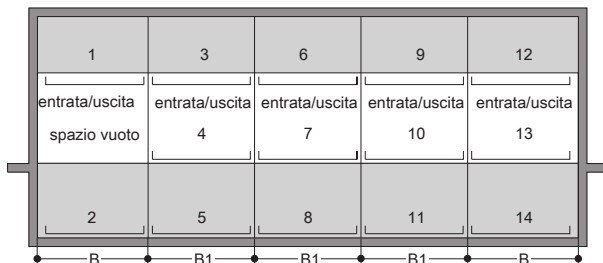 1 3 6 9 12
entrata/uscita entrata/uscita entrata/uscita entrata/uscita entrata/uscita
spazio vuoto 4 7 10 13
2 5 8 11 14
B B1 B1 B1 B